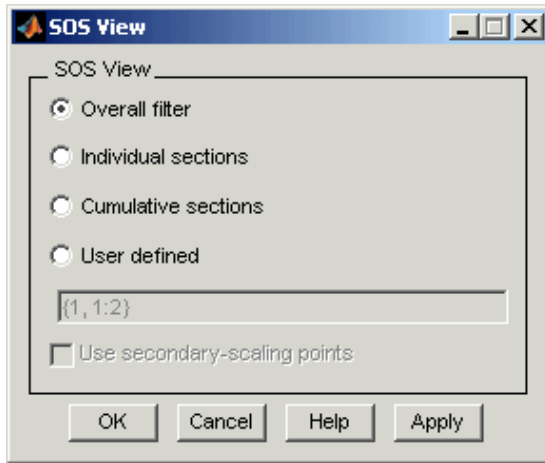 SOS View
SOS View
Overall filter
Individual sections
Cumulative sections
User defined
{1, 1:2}
Use secondary-scaling points
OK Cancel Help Apply